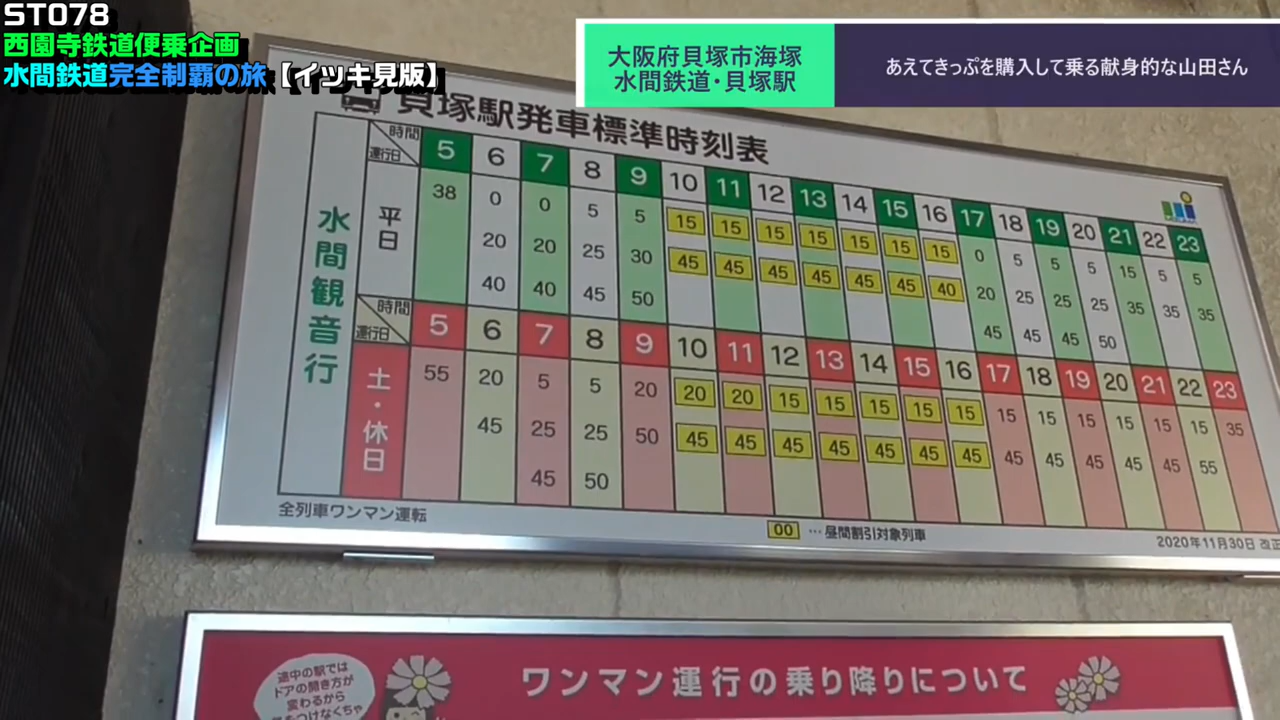 ST078
西園寺鉄道便乗企画
水間鉄道完全制覇の旅【イツキ見版】
大阪府貝塚市海塚
水間鉄道・貝塚駅
あえてきっぷを購入して乗る献身的な山田さん
貝塚駅発車標準時刻表
水間観音行
時間 5 6 7 8 9 10 11 12 13 14 15 16 17 18 19 20 21 22 23
運行日
平日
38 0 0 5 5 15 15 15 15 15 15 15 0 5 5 5 15 5 5
20 20 25 30 45 45 45 45 45 45 40 20 25 25 25 35 35 35
40 40 45 50 45 45 45 50
時間 5 6 7 8 9 10 11 12 13 14 15 16 17 18 19 20 21 22 23
運行日
土・休日
55 20 5 5 20 20 20 15 15 15 15 15 15 15 15 15 15 15 35
45 25 25 50 45 45 45 45 45 45 45 45 45 45 45 45 55
45 50
全列車ワンマン運転
00 …昼間割引対象列車
2020年11月30日 改正
ワンマン運行の乗り降りについて
途中の駅では
ドアの開き方が
変わるから
気をつけなくちゃ